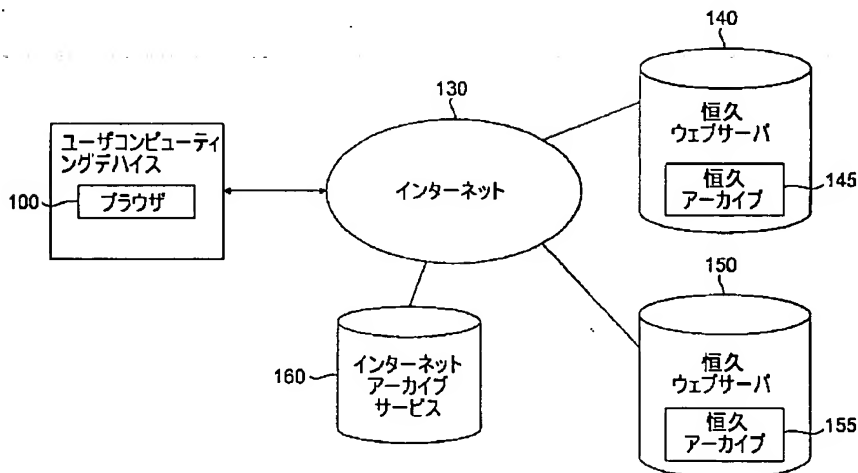 140
130
恒久
ウェブサーバ
恒久
アーカイブ
145
ユーザコンピューティ
ングデバイス
100
ブラウザ
インターネット
150
恒久
ウェブサーバ
恒久
アーカイブ
155
160
インターネット
アーカイブ
サービス